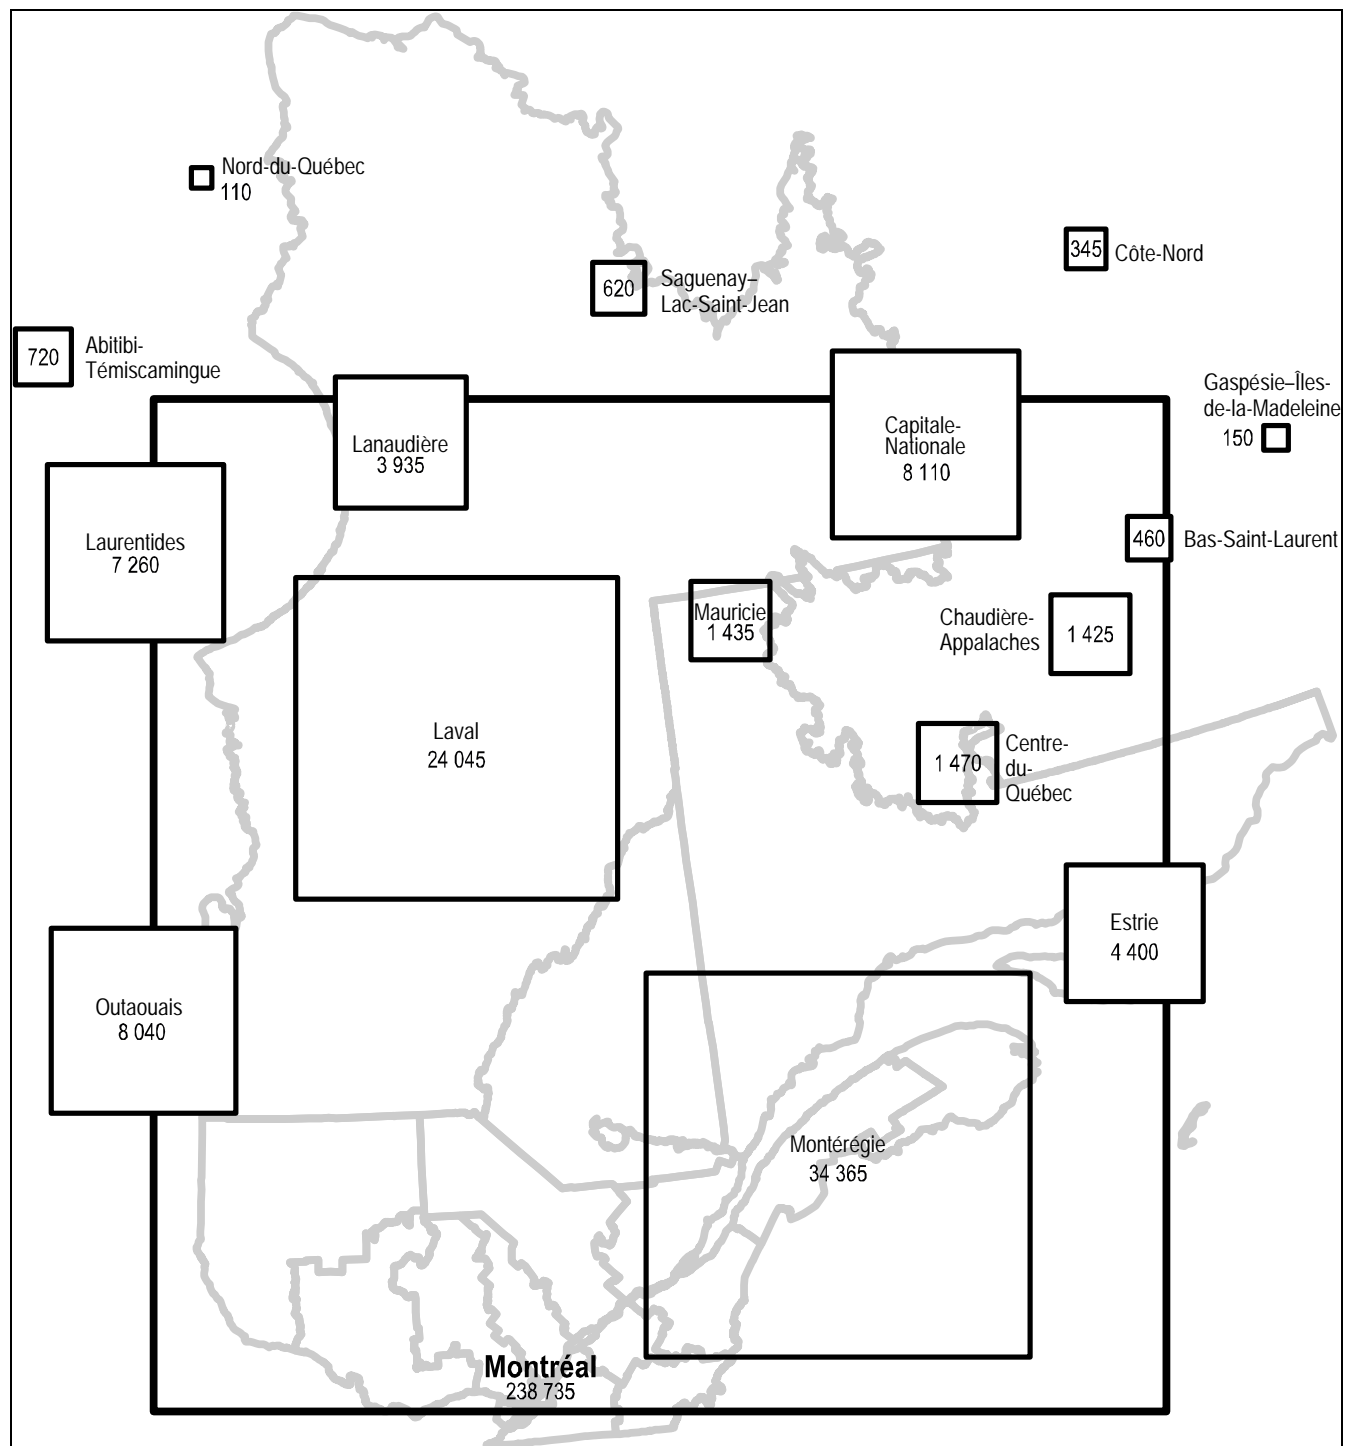 Nord-du-Québec
110
345
Côte-Nord
620
Saguenay–
Lac-Saint-Jean
720
Abitibi-
Témiscamingue
Gaspésie–Îles-
de-la-Madeleine
150
Lanaudière
3 935
Capitale-
Nationale
8 110
Laurentides
7 260
460
Bas-Saint-Laurent
Mauricie
1 435
Chaudière-
Appalaches
1 425
Laval
24 045
1 470
Centre-
du-
Québec
Estrie
4 400
Outaouais
8 040
Montérégie
34 365
Montréal
238 735